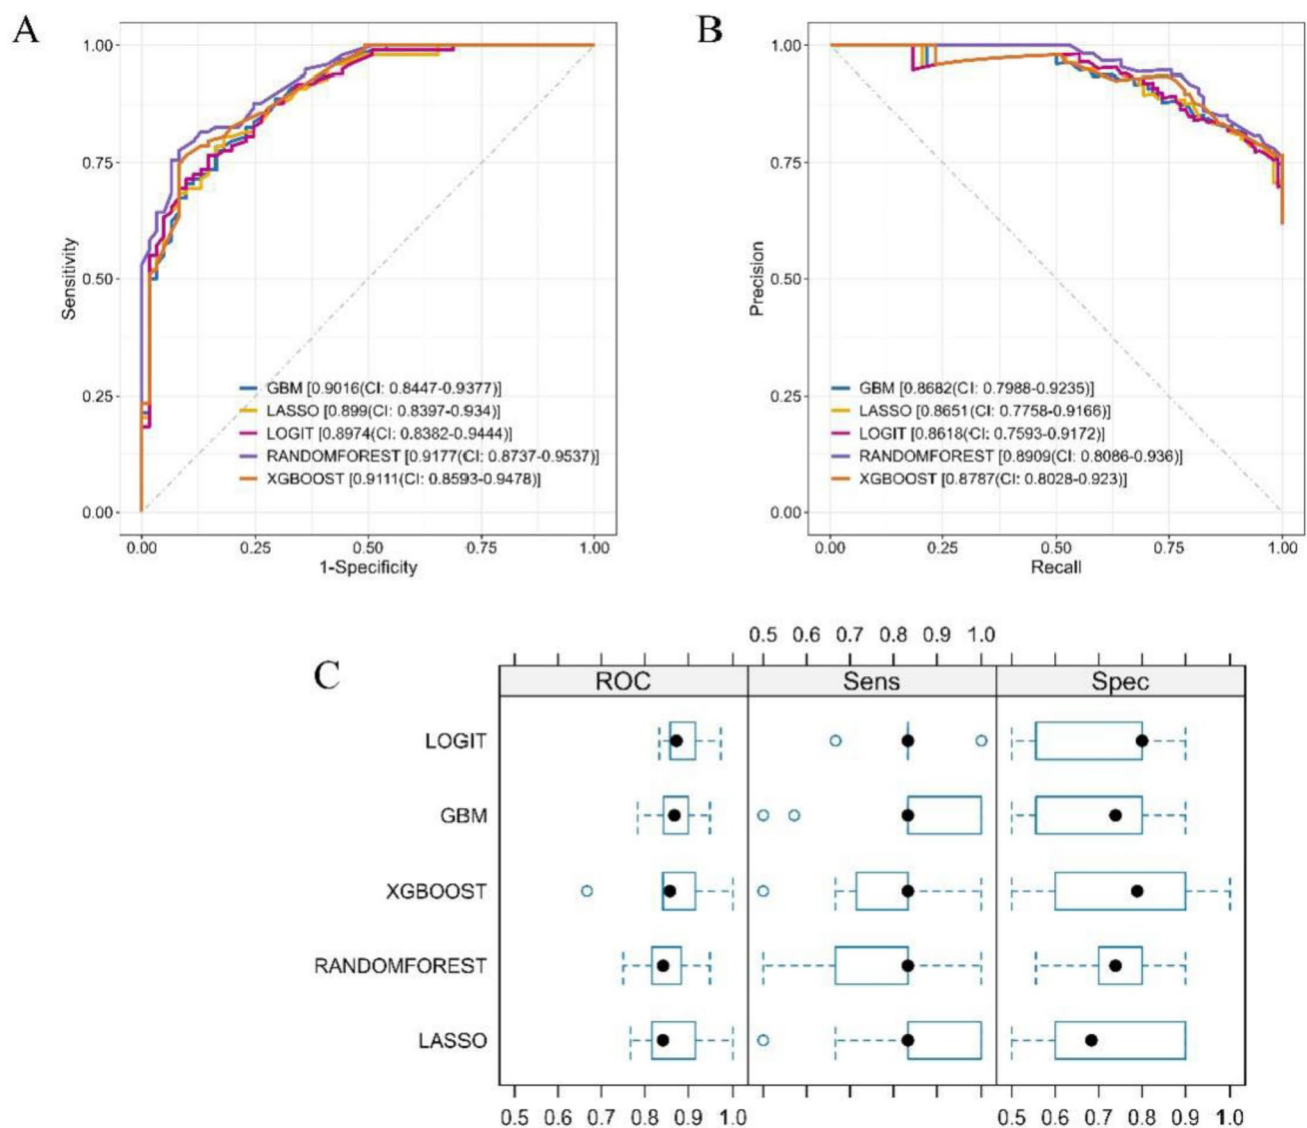 A
1.00
0.75
0.50
0.25
0.00
Sensitivity
GBM [0.9016(CI: 0.8447-0.9377)]
LASSO [0.899(CI: 0.8397-0.934)]
LOGIT [0.8974(CI: 0.8382-0.9444)]
RANDOMFOREST [0.9177(CI: 0.8737-0.9537)]
XGBOOST [0.9111(CI: 0.8593-0.9478)]
0.00 0.25 0.50 0.75 1.00
1-Specificity
B
1.00
0.75
0.50
0.25
0.00
Precision
GBM [0.8682(CI: 0.7988-0.9235)]
LASSO [0.8651(CI: 0.7758-0.9166)]
LOGIT [0.8618(CI: 0.7593-0.9172)]
RANDOMFOREST [0.8909(CI: 0.8086-0.936)]
XGBOOST [0.8787(CI: 0.8028-0.923)]
0.00 0.25 0.50 0.75 1.00
Recall
C
0.5 0.6 0.7 0.8 0.9 1.0
ROC Sens Spec
LOGIT
GBM
XGBOOST
RANDOMFOREST
LASSO
0.5 0.6 0.7 0.8 0.9 1.0 0.5 0.6 0.7 0.8 0.9 1.0